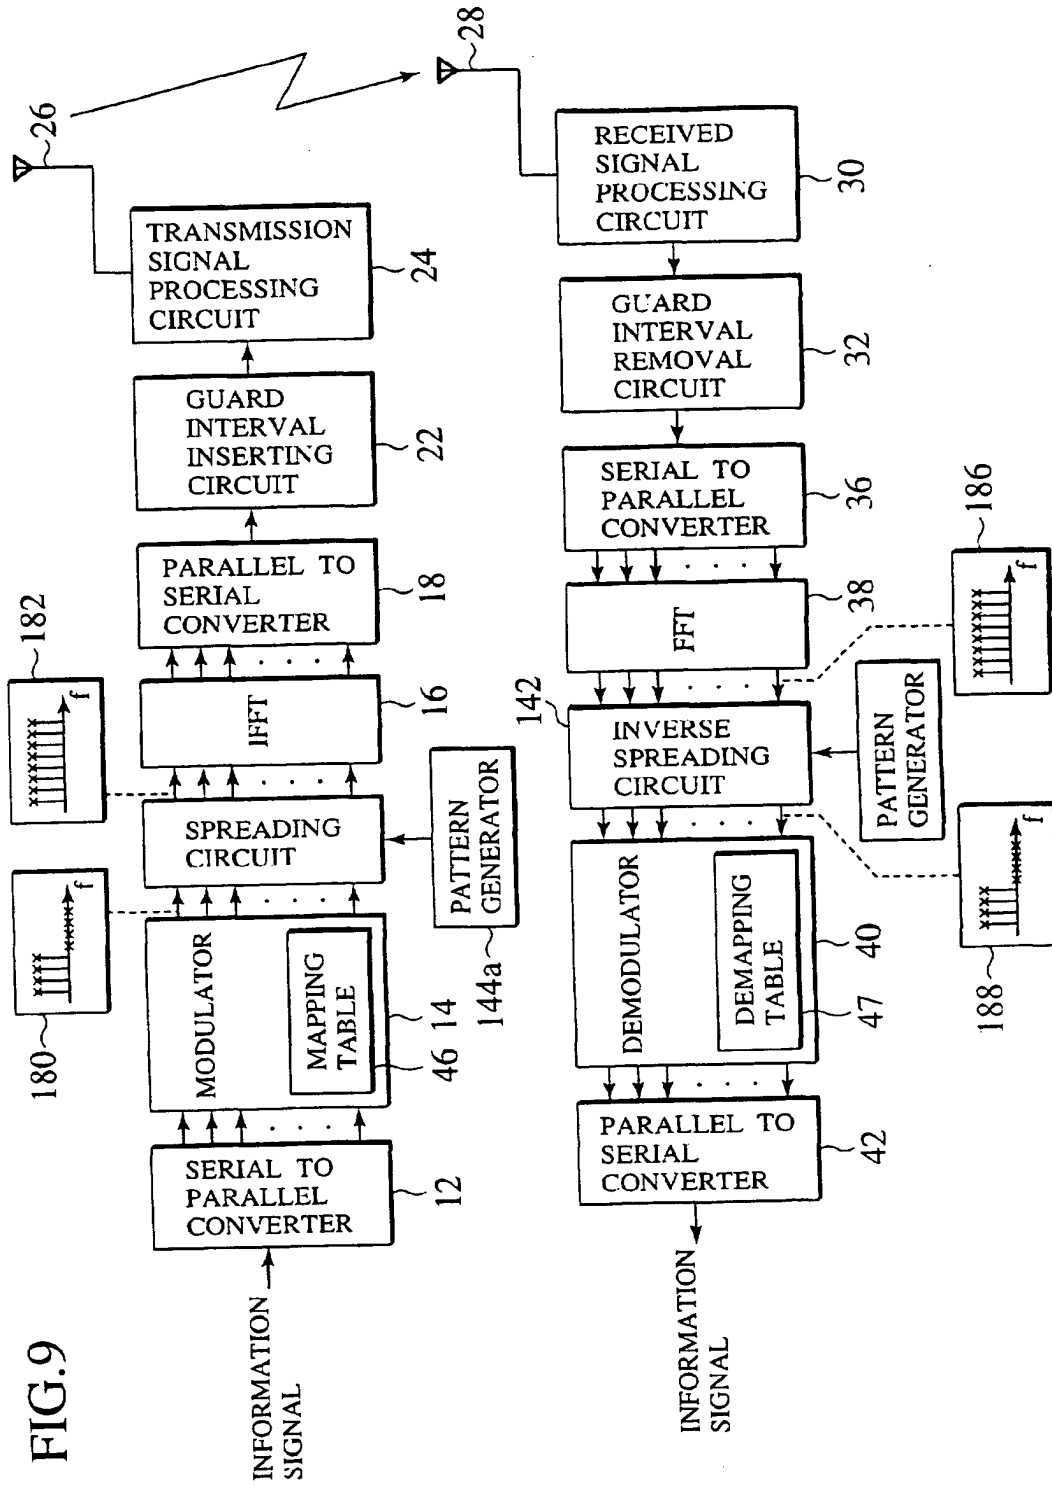 FIG.9
INFORMATION
SIGNAL
SERIAL TO
PARALLEL
CONVERTER
12
MODULATOR
14
MAPPING
TABLE
46
180
f
SPREADING
CIRCUIT
PATTERN
GENERATOR
144a
182
f
IFFT
16
PARALLEL TO
SERIAL
CONVERTER
18
GUARD
INTERVAL
INSERTING
CIRCUIT
22
TRANSMISSION
SIGNAL
PROCESSING
CIRCUIT
24
26
28
RECEIVED
SIGNAL
PROCESSING
CIRCUIT
30
GUARD
INTERVAL
REMOVAL
CIRCUIT
32
SERIAL TO
PARALLEL
CONVERTER
36
FFT
38
186
f
142
INVERSE
SPREADING
CIRCUIT
PATTERN
GENERATOR
188
f
DEMODULATOR
40
DEMAPPING
TABLE
47
PARALLEL TO
SERIAL
CONVERTER
42
INFORMATION
SIGNAL